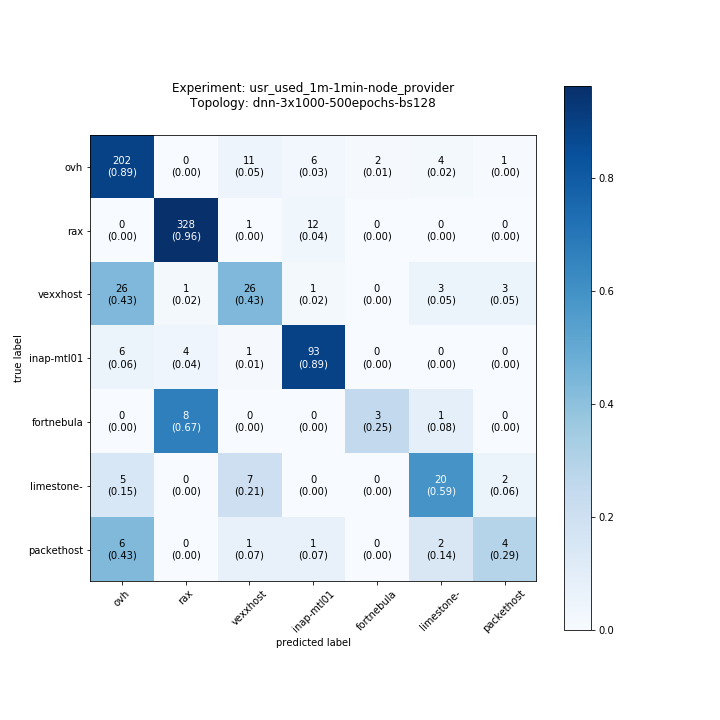 Experiment: usr_used_1m-1min-node_provider
Topology: dnn-3x1000-500epochs-bs128
true label
ovh
202 0 11 6 2 4 1
(0.89) (0.00) (0.05) (0.03) (0.01) (0.02) (0.00)
rax
0 328 1 12 0 0 0
(0.00) (0.96) (0.00) (0.04) (0.00) (0.00) (0.00)
vexxhost
26 1 26 1 0 3 3
(0.43) (0.02) (0.43) (0.02) (0.00) (0.05) (0.05)
inap-mtl01
6 4 1 93 0 0 0
(0.06) (0.04) (0.01) (0.89) (0.00) (0.00) (0.00)
fortnebula
0 8 0 0 3 1 0
(0.00) (0.67) (0.00) (0.00) (0.25) (0.08) (0.00)
limestone-
5 0 7 0 0 20 2
(0.15) (0.00) (0.21) (0.00) (0.00) (0.59) (0.06)
packethost
6 0 1 1 0 2 4
(0.43) (0.00) (0.07) (0.07) (0.00) (0.14) (0.29)
ovh rax vexxhost inap-mtl01 fortnebula limestone- packethost
predicted label
0.8
0.6
0.4
0.2
0.0